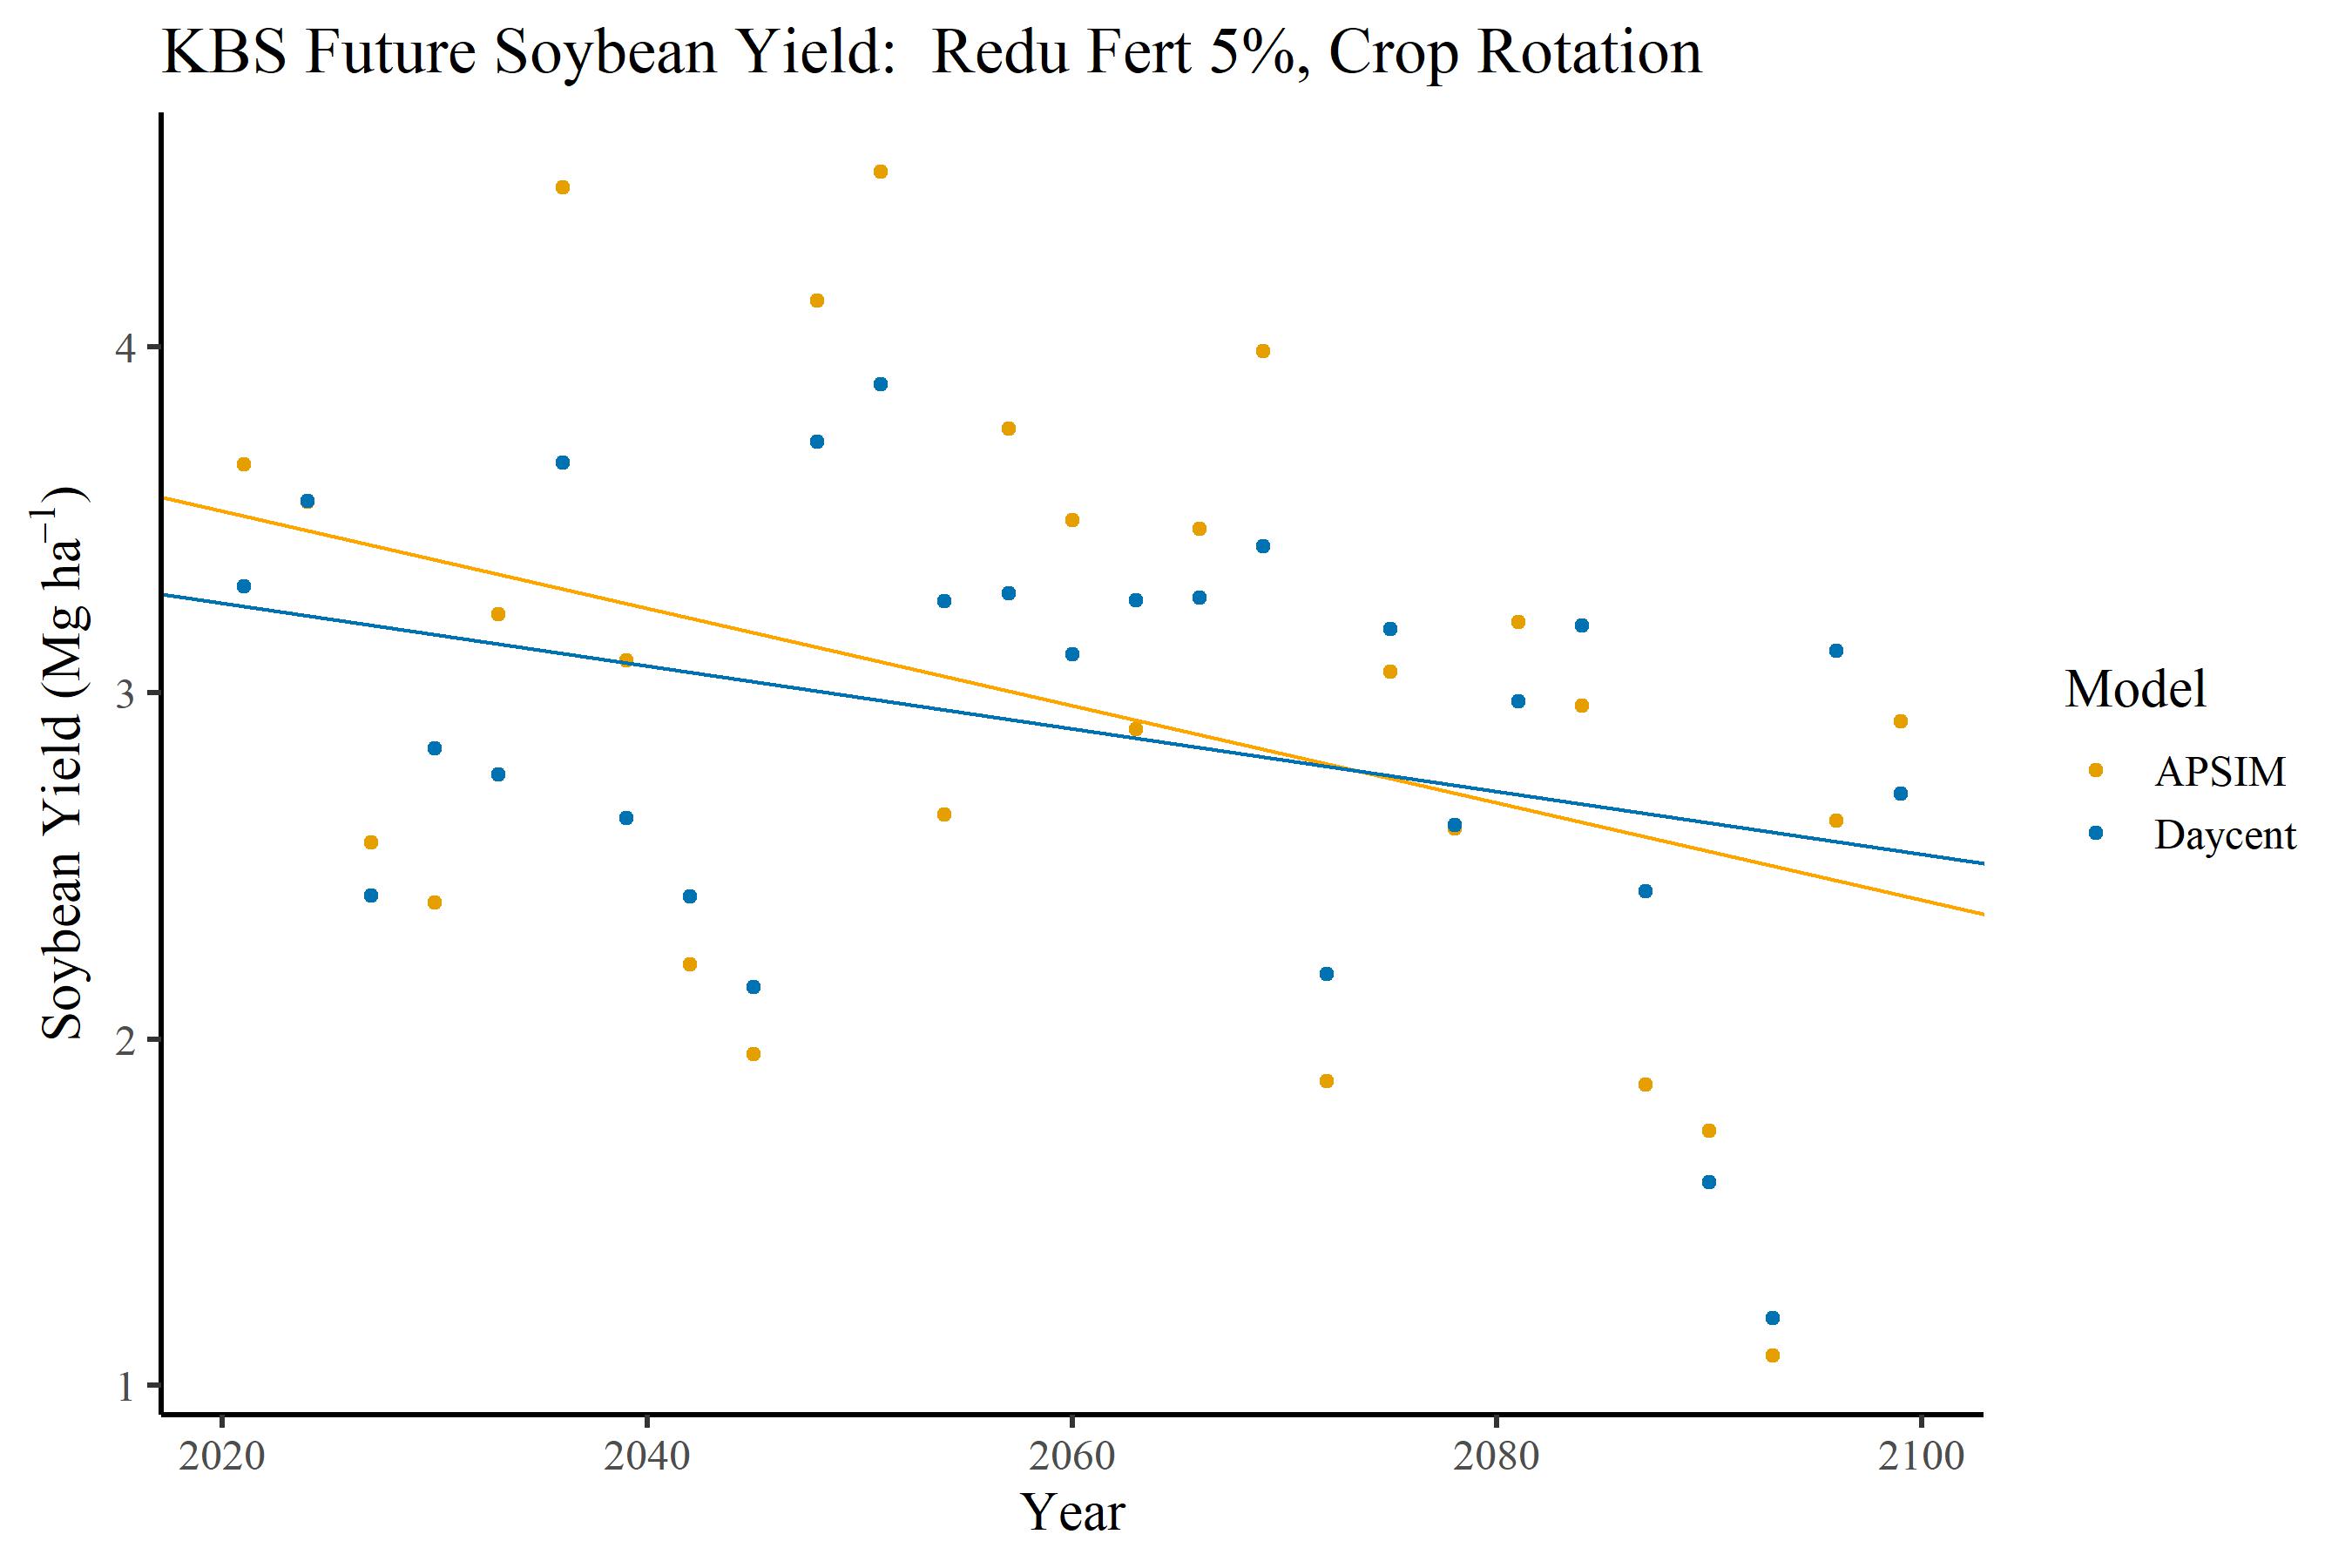 KBS Future Soybean Yield:  Redu Fert 5%, Crop Rotation
Soybean Yield (Mg ha⁻¹)
4
3
2
1
2020 2040 2060 2080 2100
Year
Model
APSIM
Daycent